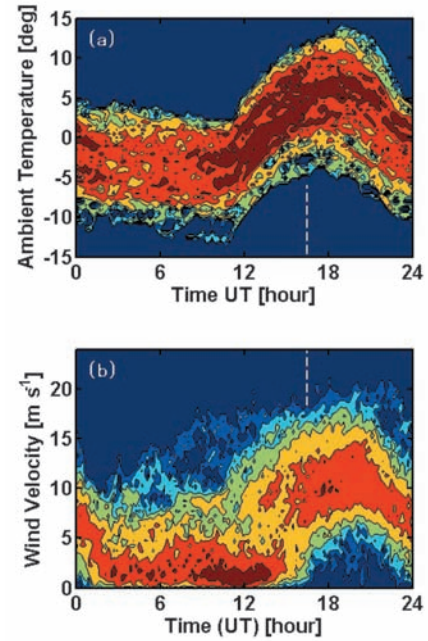 (a)
Ambient Temperature [deg]
15
10
5
0
-5
-10
-15
0 6 12 18 24
Time UT [hour]
(b)
Wind Velocity [m s⁻¹]
20
15
10
5
0
0 6 12 18 24
Time (UT) [hour]